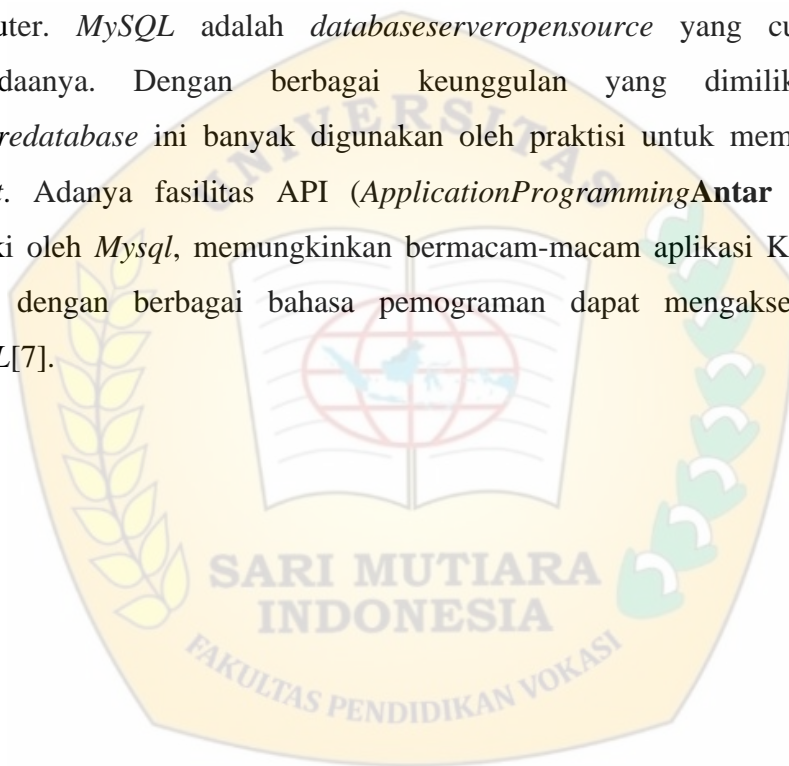 uter. MySQL adalah databaseserveropensource yang cu
daanya. Dengan berbagai keunggulan yang dimilik
redatabase ini banyak digunakan oleh praktisi untuk mem
t. Adanya fasilitas API (ApplicationProgrammingAntar
ki oleh Mysql, memungkinkan bermacam-macam aplikasi K
dengan berbagai bahasa pemograman dapat mengakse
L[7].
UNIVERSITAS
SARI MUTIARA
INDONESIA
FAKULTAS PENDIDIKAN VOKASI